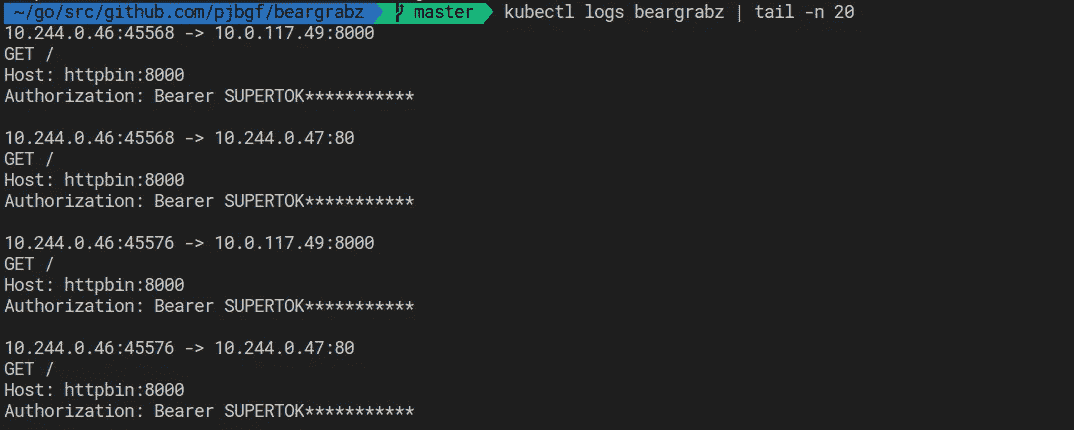 ~/go/src/github.com/pjbgf/beargrabz master kubectl logs beargrabz | tail -n 20
10.244.0.46:45568 -> 10.0.117.49:8000
GET /
Host: httpbin:8000
Authorization: Bearer SUPERTOK***********
10.244.0.46:45568 -> 10.244.0.47:80
GET /
Host: httpbin:8000
Authorization: Bearer SUPERTOK***********
10.244.0.46:45576 -> 10.0.117.49:8000
GET /
Host: httpbin:8000
Authorization: Bearer SUPERTOK***********
10.244.0.46:45576 -> 10.244.0.47:80
GET /
Host: httpbin:8000
Authorization: Bearer SUPERTOK***********